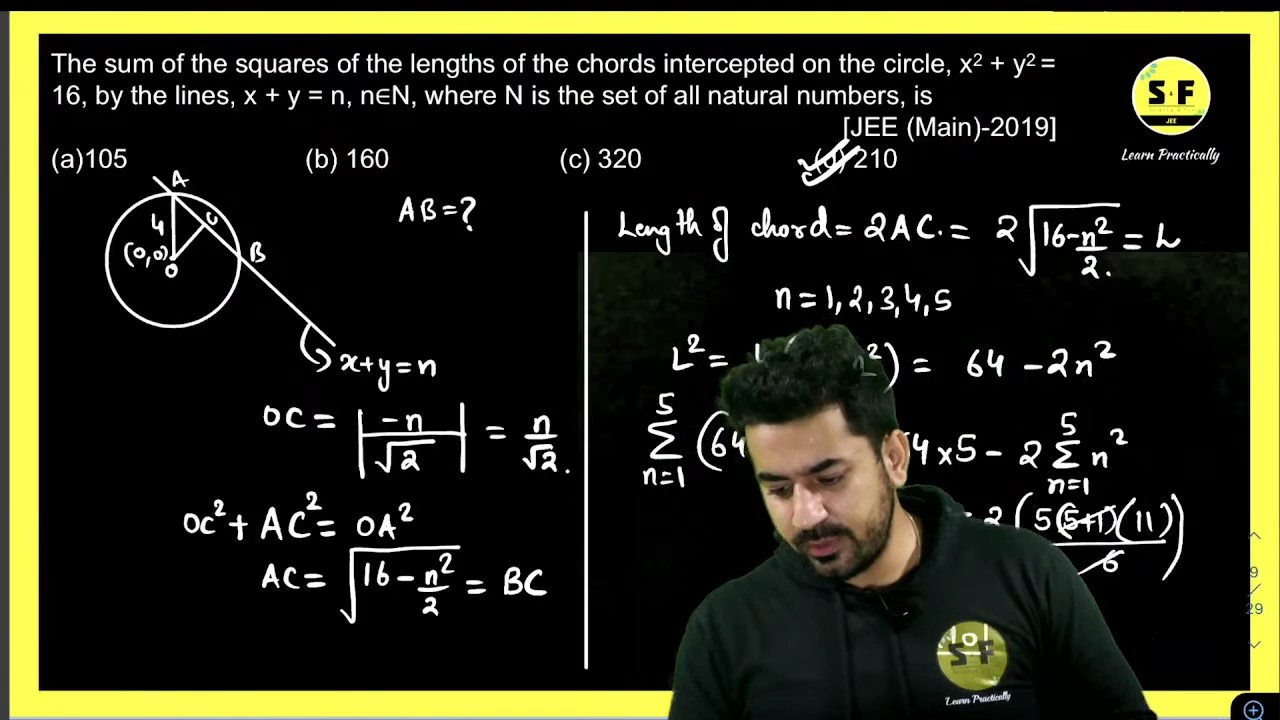 The sum of the squares of the lengths of the chords intercepted on the circle, x² + y² =
16, by the lines, x + y = n, n∈N, where N is the set of all natural numbers, is
[JEE (Main)-2019]
(a)105 (b) 160 (c) 320 (d) 210
S F
JEE
Learn Practically
A
4
C
(0,0)
O
B
x+y=n
AB=?
OC = |-n/√2| = n/√2.
OC² + AC² = OA²
AC = √(16 - n²/2) = BC
Length of chord = 2AC. = 2√(16-n²/2.) = L
n = 1, 2, 3, 4, 5
L² = n²) = 64 - 2n²
5∑n=1 (64 4×5 - 2 5∑n=1 n²
2 (5(5+1)(11)/6)
S F
Learn Practically
9
/
29